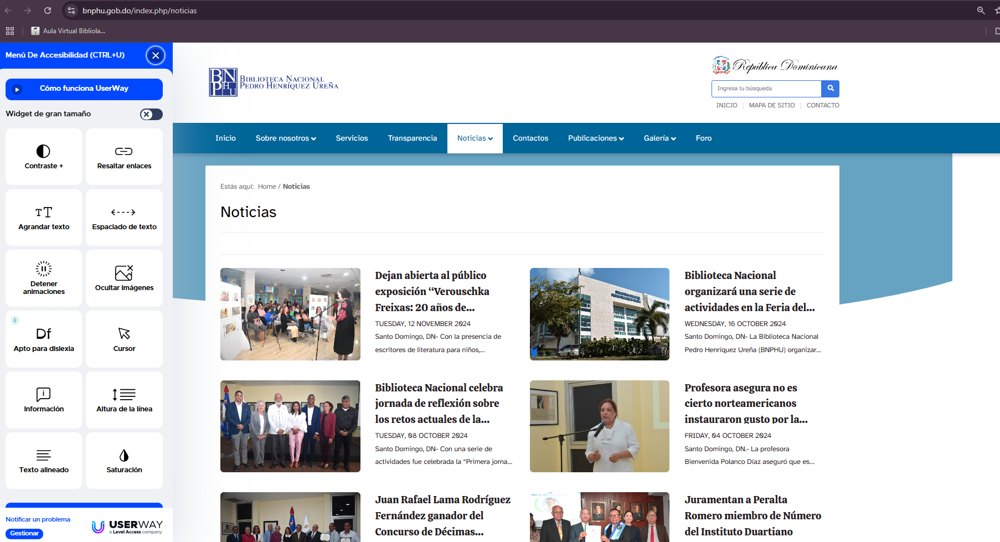 bnphu.gob.do/index.php/noticias
Aula Virtual Bibliola...
Menú De Accesibilidad (CTRL+U)
Cómo funciona UserWay
Widget de gran tamaño
Contraste +
Resaltar enlaces
Agrandar texto
Espaciado de texto
Detener
animaciones
Ocultar imágenes
Df
Apto para dislexia
Cursor
Información
Altura de la línea
Texto alineado
Saturación
Notificar un problema
Gestionar
USERWAY
a Level Access company
BNPHU
BIBLIOTECA NACIONAL
PEDRO HENRÍQUEZ UREÑA
República Dominicana
Ingresa tu búsqueda
INICIO | MAPA DE SITIO | CONTACTO
Inicio Sobre nosotros Servicios Transparencia Noticias Contactos Publicaciones Galería Foro
Estás aquí: Home / Noticias
Noticias
Dejan abierta al público
exposición “Verouschka
Freixas: 20 años de...
TUESDAY, 12 NOVEMBER 2024
Santo Domingo, DN- Con la presencia de
escritores de literatura para niños,...
BIBLIOTECA NACIONAL
PEDRO HENRÍQUEZ UREÑA
Biblioteca Nacional
organizará una serie de
actividades en la Feria del...
WEDNESDAY, 16 OCTOBER 2024
Santo Domingo, DN- La Biblioteca Nacional
Pedro Henríquez Ureña (BNPHU) organizar...
Biblioteca Nacional celebra
jornada de reflexión sobre
los retos actuales de la...
TUESDAY, 08 OCTOBER 2024
Santo Domingo, DN- Con una serie de
actividades fue celebrada la “Primera jorna...
Profesora asegura no es
cierto norteamericanos
instauraron gusto por la...
FRIDAY, 04 OCTOBER 2024
Santo Domingo, DN.- La profesora
Bienvenida Polanco Díaz aseguró que es...
Juan Rafael Lama Rodríguez
Fernández ganador del
Concurso de Décimas...
Juramentan a Peralta
Romero miembro de Número
del Instituto Duartiano